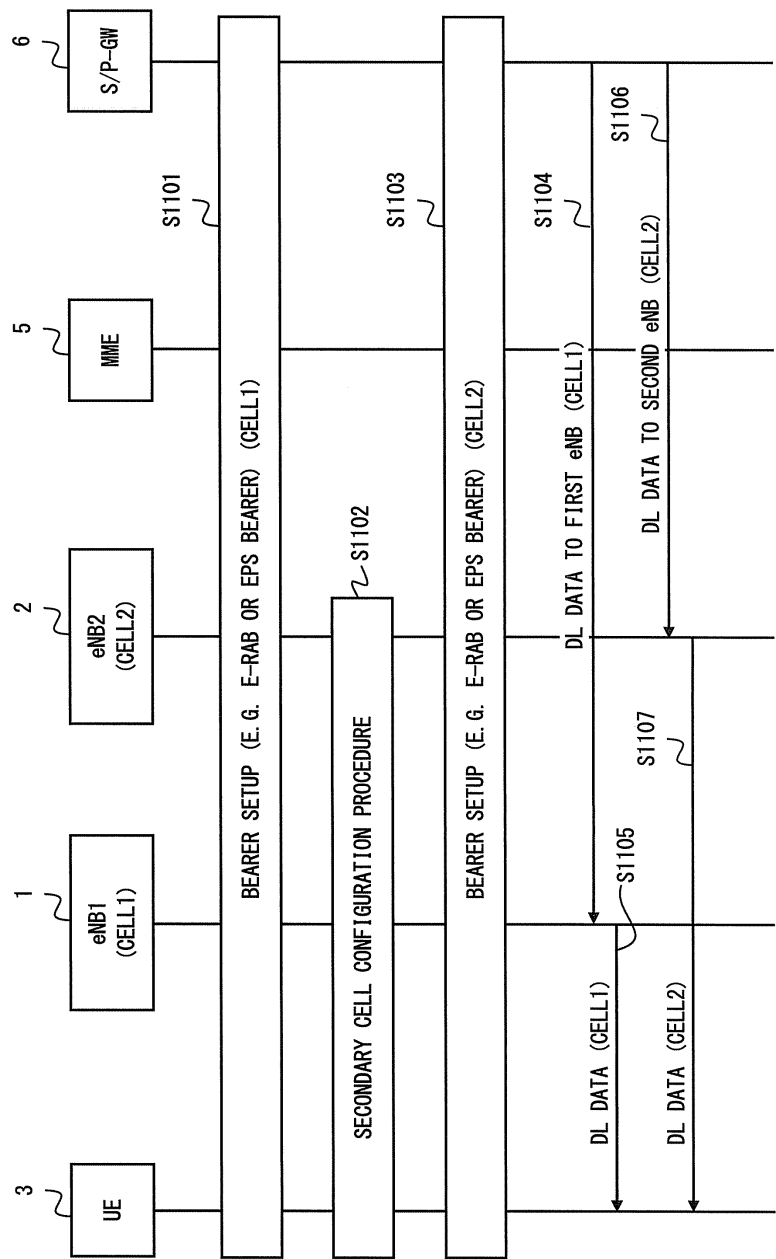 3
UE
1
eNB1
(CELL1)
2
eNB2
(CELL2)
5
MME
6
S/P-GW
BEARER SETUP (E.G. E-RAB OR EPS BEARER) (CELL1)
S1101
SECONDARY CELL CONFIGURATION PROCEDURE
S1102
BEARER SETUP (E.G. E-RAB OR EPS BEARER) (CELL2)
S1103
DL DATA TO FIRST eNB (CELL1)
S1104
DL DATA (CELL1)
S1105
DL DATA TO SECOND eNB (CELL2)
S1106
DL DATA (CELL2)
S1107